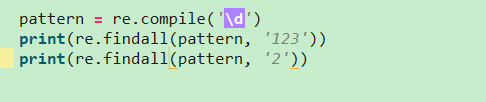 pattern = re.compile('\d')
print(re.findall(pattern, '123'))
print(re.findall(pattern, '2'))